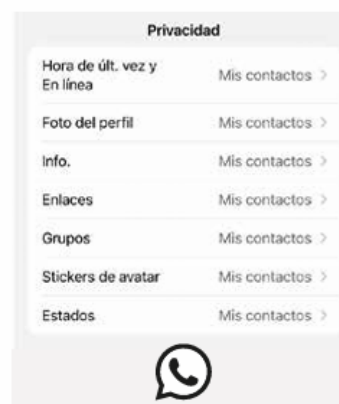 Privacidad
Hora de últ. vez y
En línea
Mis contactos
Foto del perfil Mis contactos
Info. Mis contactos
Enlaces Mis contactos
Grupos Mis contactos
Stickers de avatar Mis contactos
Estados Mis contactos